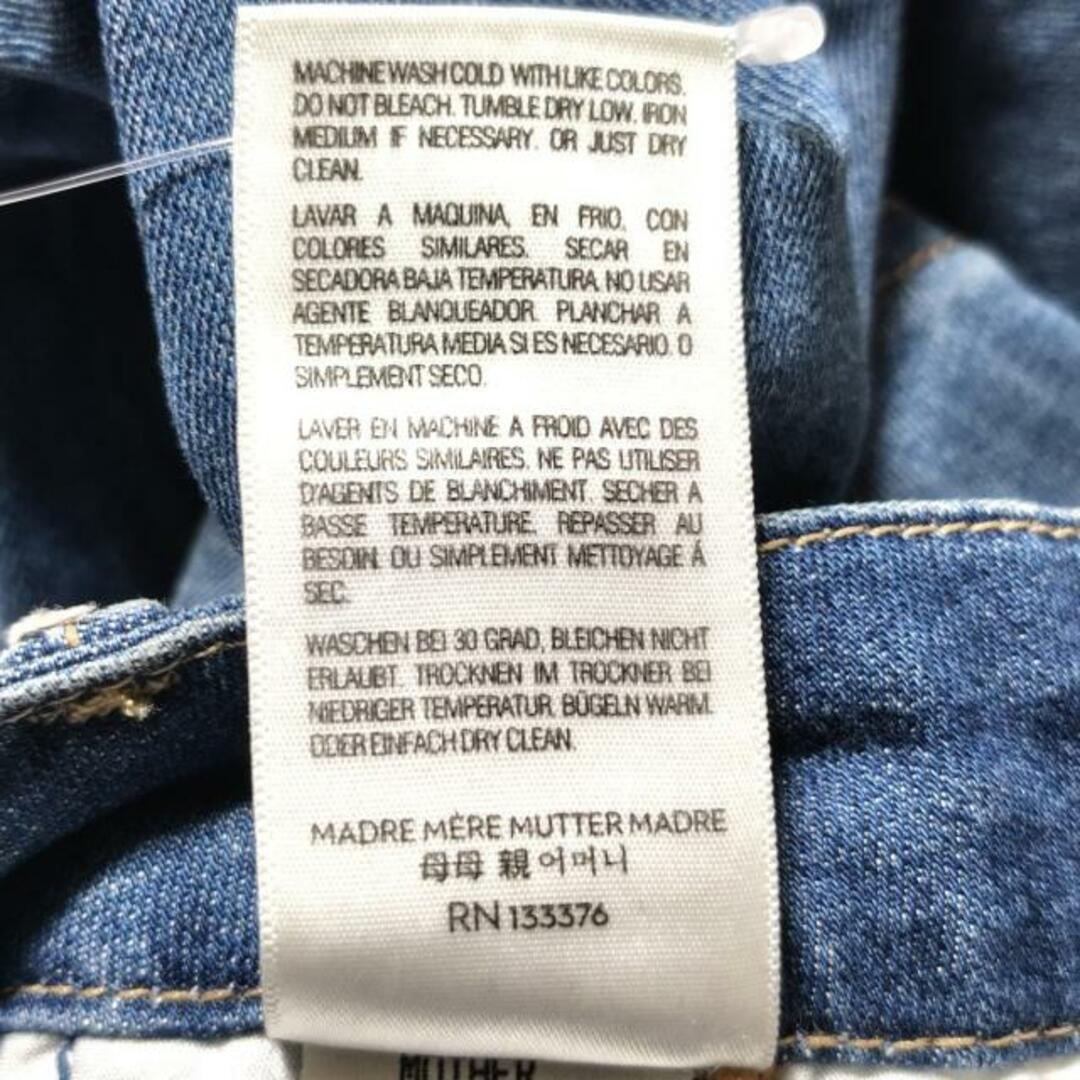 MACHINE WASH COLD WITH LIKE COLORS.
DO NOT BLEACH. TUMBLE DRY LOW. IRON
MEDIUM IF NECESSARY. OR JUST DRY
CLEAN.
LAVAR A MAQUINA, EN FRIO, CON
COLORES SIMILARES. SECAR EN
SECADORA BAJA TEMPERATURA. NO USAR
AGENTE BLANQUEADOR. PLANCHAR A
TEMPERATURA MEDIA SI ES NECESARIO. O
SIMPLEMENT SECO.
LAVER EN MACHINE A FROID AVEC DES
COULEURS SIMILAIRES. NE PAS UTILISER
D'AGENTS DE BLANCHIMENT. SECHER A
BASSE TEMPERATURE. REPASSER AU
BESOIN. OU SIMPLEMENT METTOYAGE Á
SEC.
WASCHEN BEI 30 GRAD, BLEICHEN NICHT
ERLAUBT. TROCKNEN IM TROCKNER BEI
NIEDRIGER TEMPERATUR. BÜGELN WARM.
ODER EINFACH DRY CLEAN.
MADRE MÈRE MUTTER MADRE
母母 親 어머니
RN 133376
MOTHER